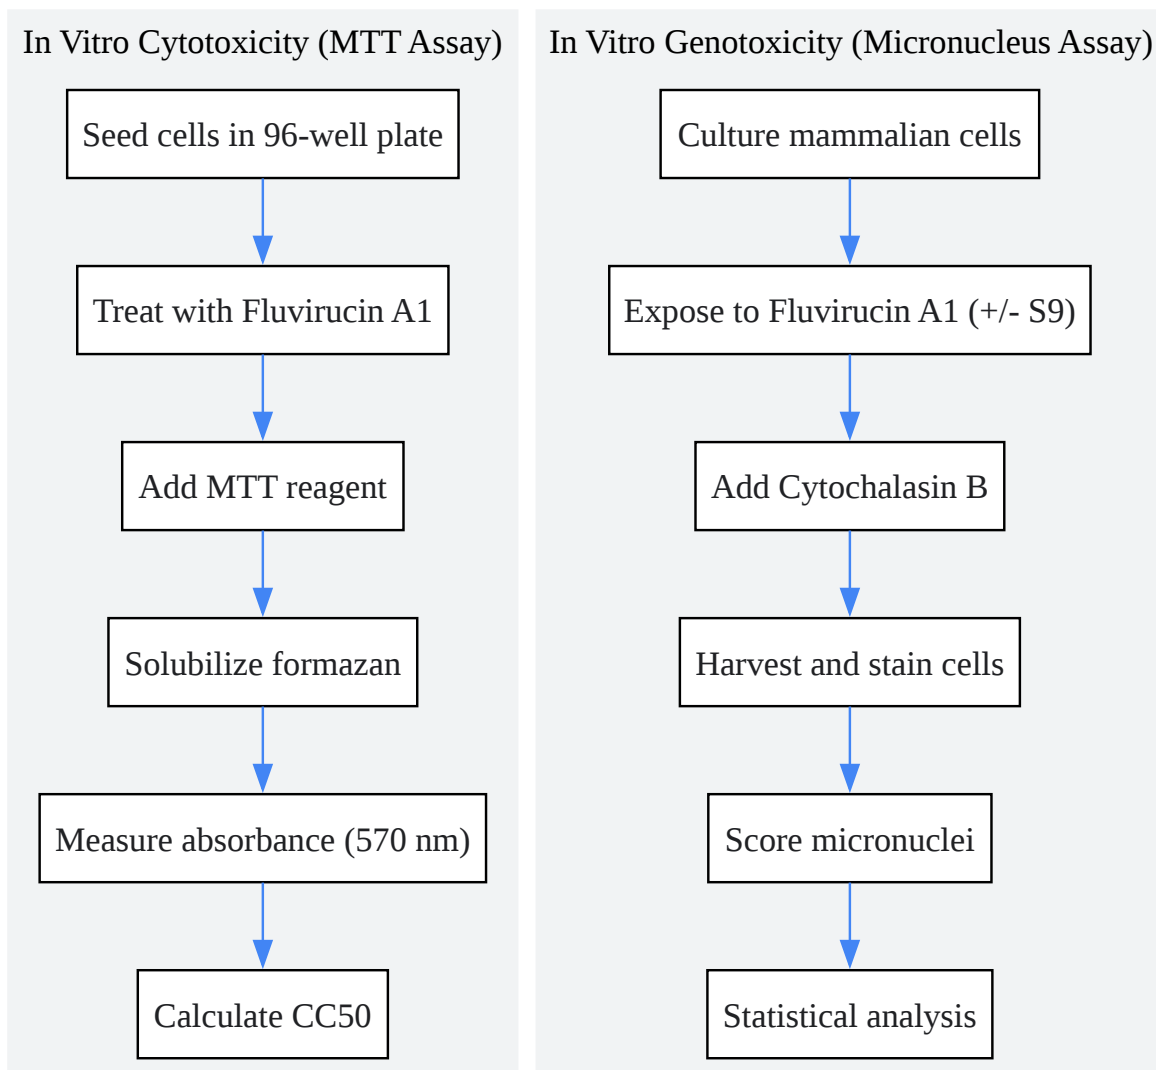 In Vitro Cytotoxicity (MTT Assay)
Seed cells in 96-well plate
Treat with Fluvirucin A1
Add MTT reagent
Solubilize formazan
Measure absorbance (570 nm)
Calculate CC50
In Vitro Genotoxicity (Micronucleus Assay)
Culture mammalian cells
Expose to Fluvirucin A1 (+/- S9)
Add Cytochalasin B
Harvest and stain cells
Score micronuclei
Statistical analysis